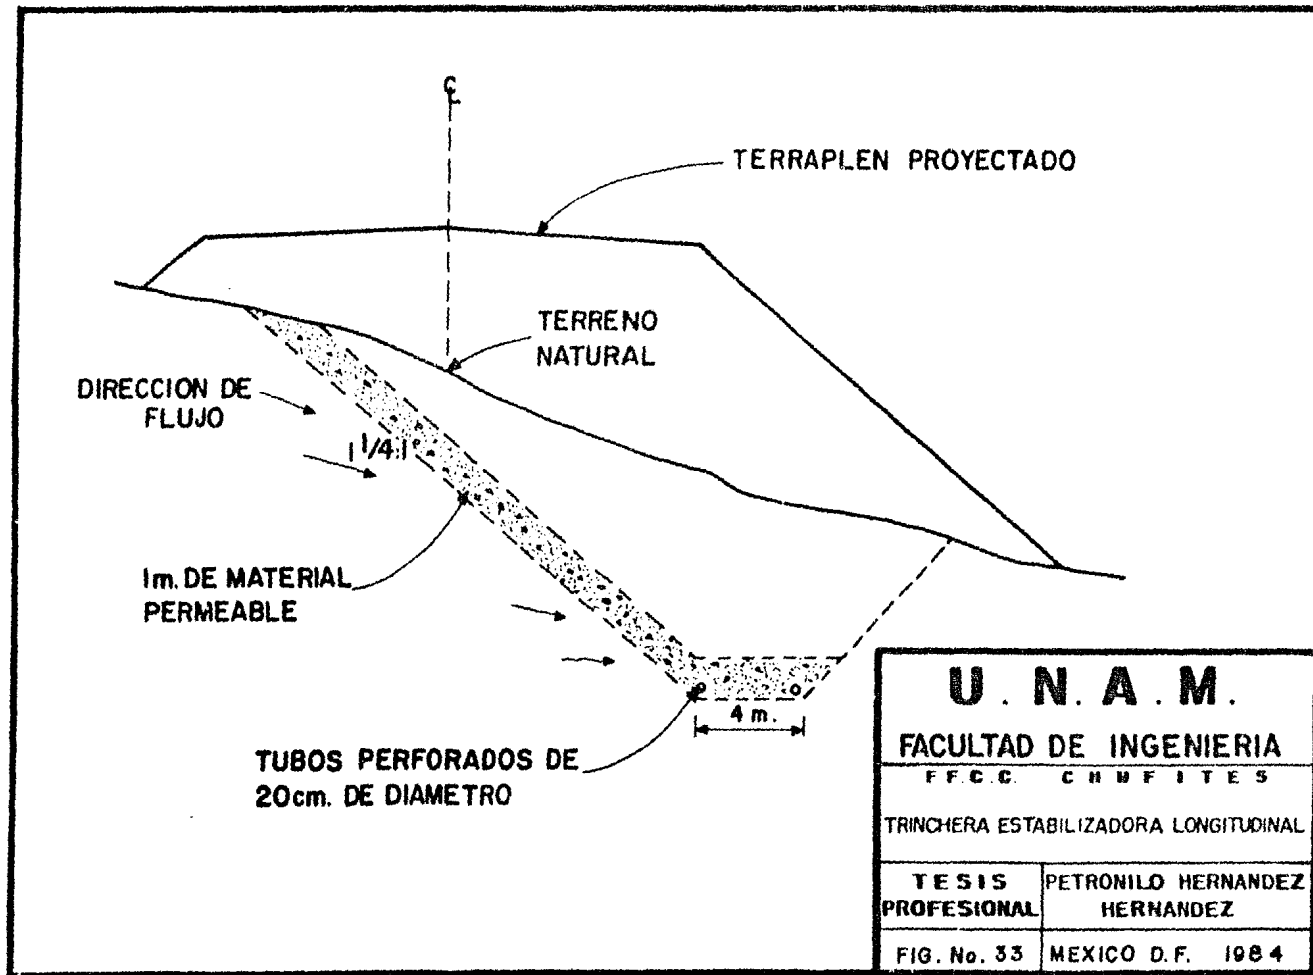 ℄
TERRAPLEN PROYECTADO
TERRENO
NATURAL
DIRECCION DE
FLUJO
1 1/4:1
1m. DE MATERIAL
PERMEABLE
4 m.
TUBOS PERFORADOS DE
20cm. DE DIAMETRO
U.N.A.M.
FACULTAD DE INGENIERIA
FF.C.C.
TRINCHERA ESTABILIZADORA LONGITUDINAL
TESIS
PROFESIONAL
PETRONILO HERNANDEZ
HERNANDEZ
FIG. No. 33
MEXICO D.F. 1984